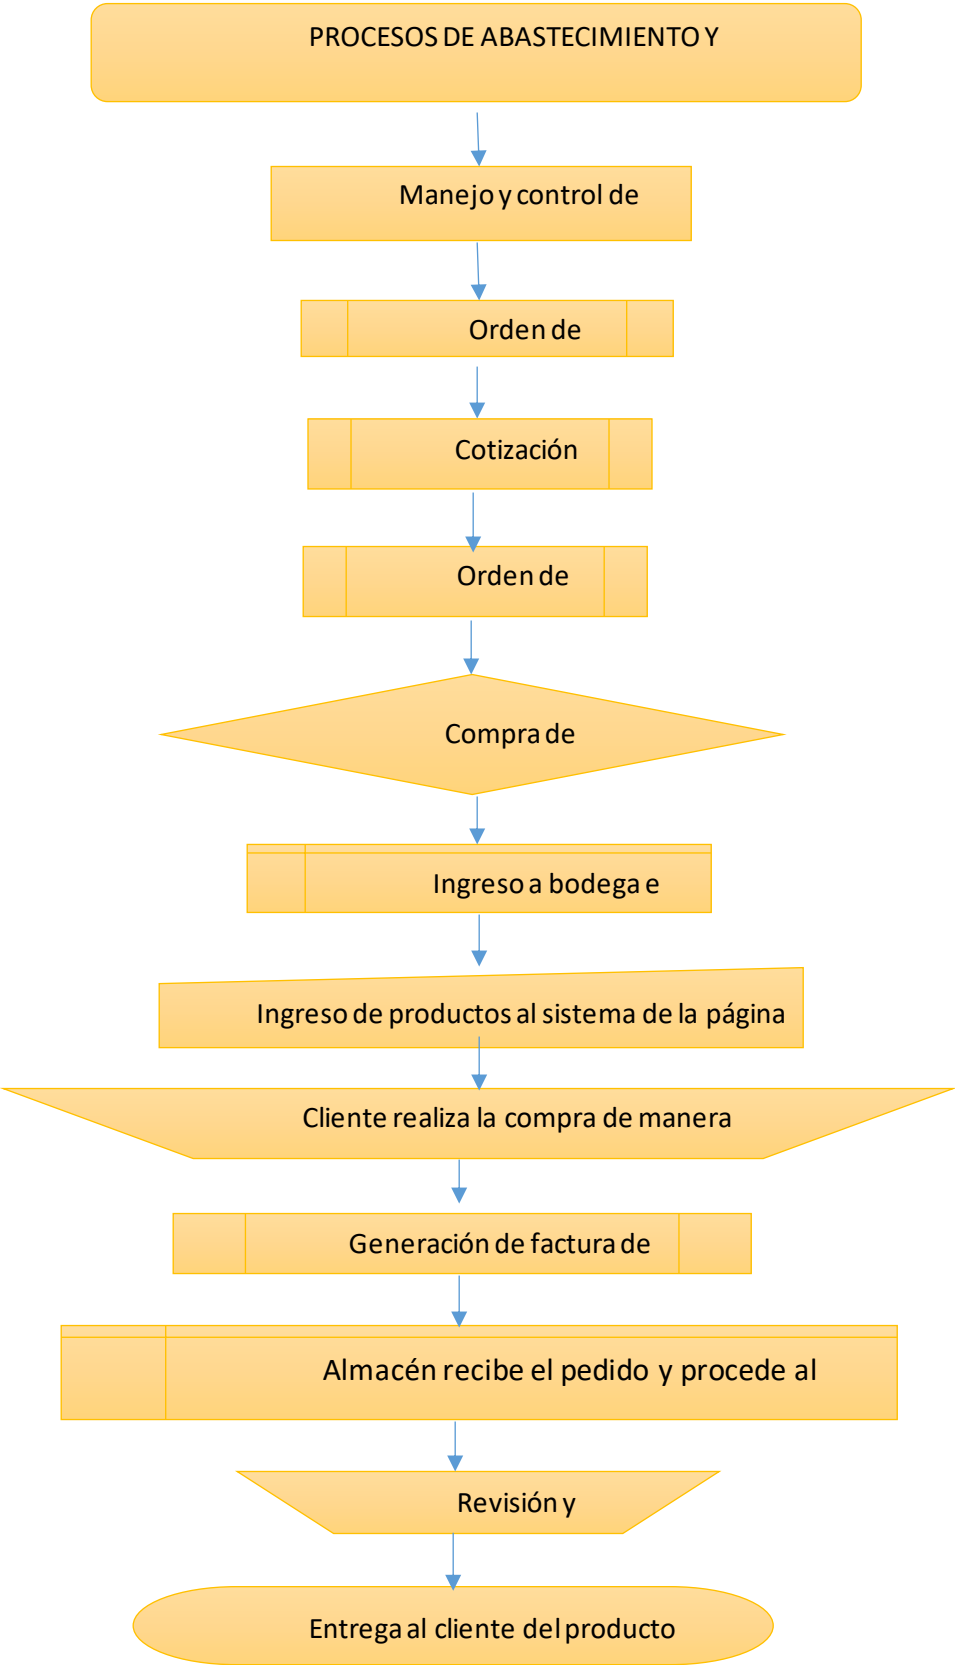 PROCESOS DE ABASTECIMIENTO Y
Manejo y control de
Orden de
Cotización
Orden de
Compra de
Ingreso a bodega e
Ingreso de productos al sistema de la página
Cliente realiza la compra de manera
Generación de factura de
Almacén recibe el pedido y procede al
Revisión y
Entrega al cliente del producto